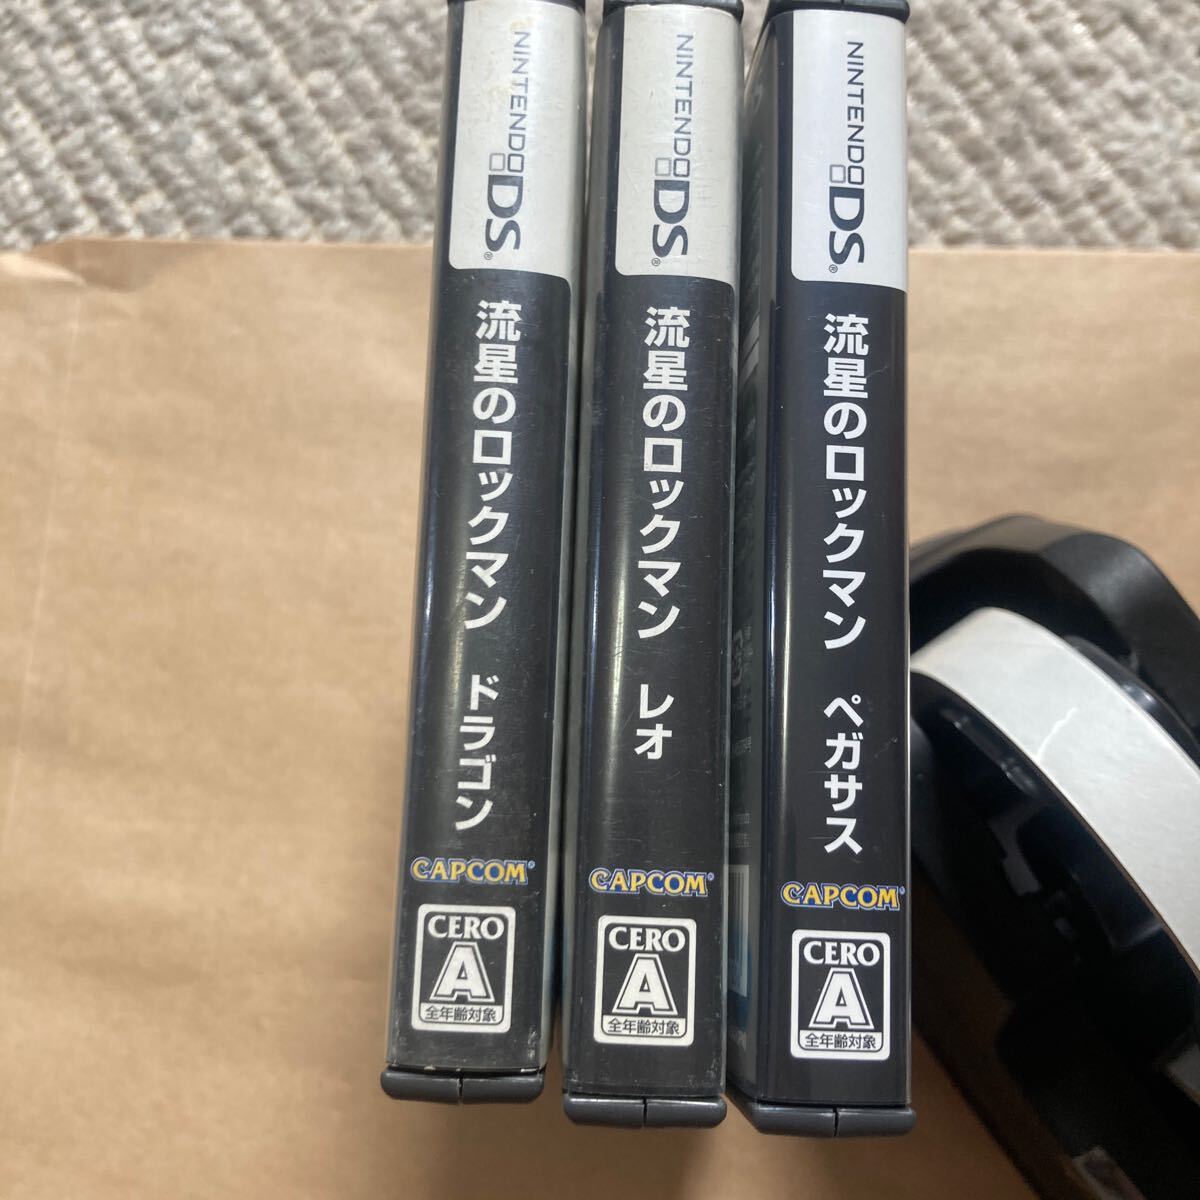 NINTENDO DS®
流星のロックマン ドラゴン
CAPCOM®
CERO
A
全年齢対象
NINTENDO DS®
流星のロックマン レオ
CAPCOM®
CERO
A
全年齢対象
NINTENDO DS®
流星のロックマン ペガサス
CAPCOM®
CERO
A
全年齢対象